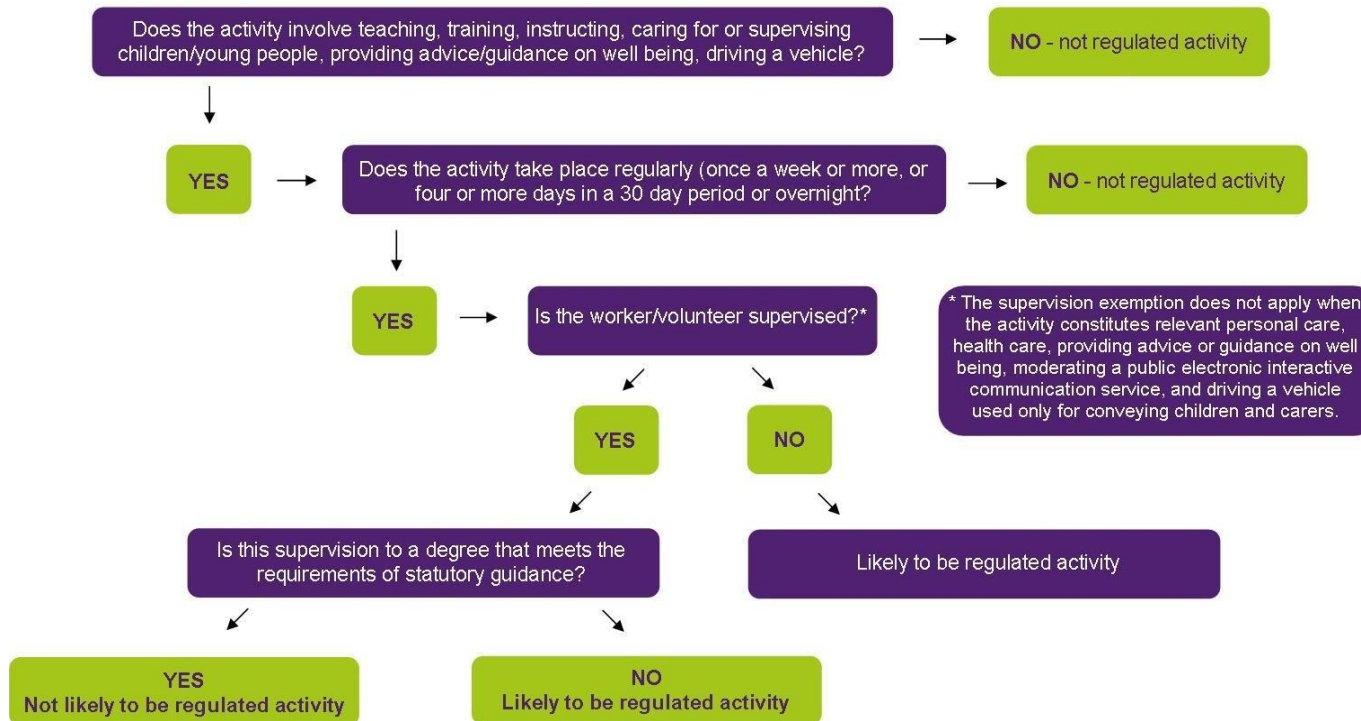 Does the activity involve teaching, training, instructing, caring for or supervising
children/young people, providing advice/guidance on well being, driving a vehicle?
NO - not regulated activity
YES
Does the activity take place regularly (once a week or more, or
four or more days in a 30 day period or overnight?
NO - not regulated activity
YES
Is the worker/volunteer supervised?*
* The supervision exemption does not apply when
the activity constitutes relevant personal care,
health care, providing advice or guidance on well
being, moderating a public electronic interactive
communication service, and driving a vehicle
used only for conveying children and carers.
YES
NO
Is this supervision to a degree that meets the
requirements of statutory guidance?
Likely to be regulated activity
YES
Not likely to be regulated activity
NO
Likely to be regulated activity